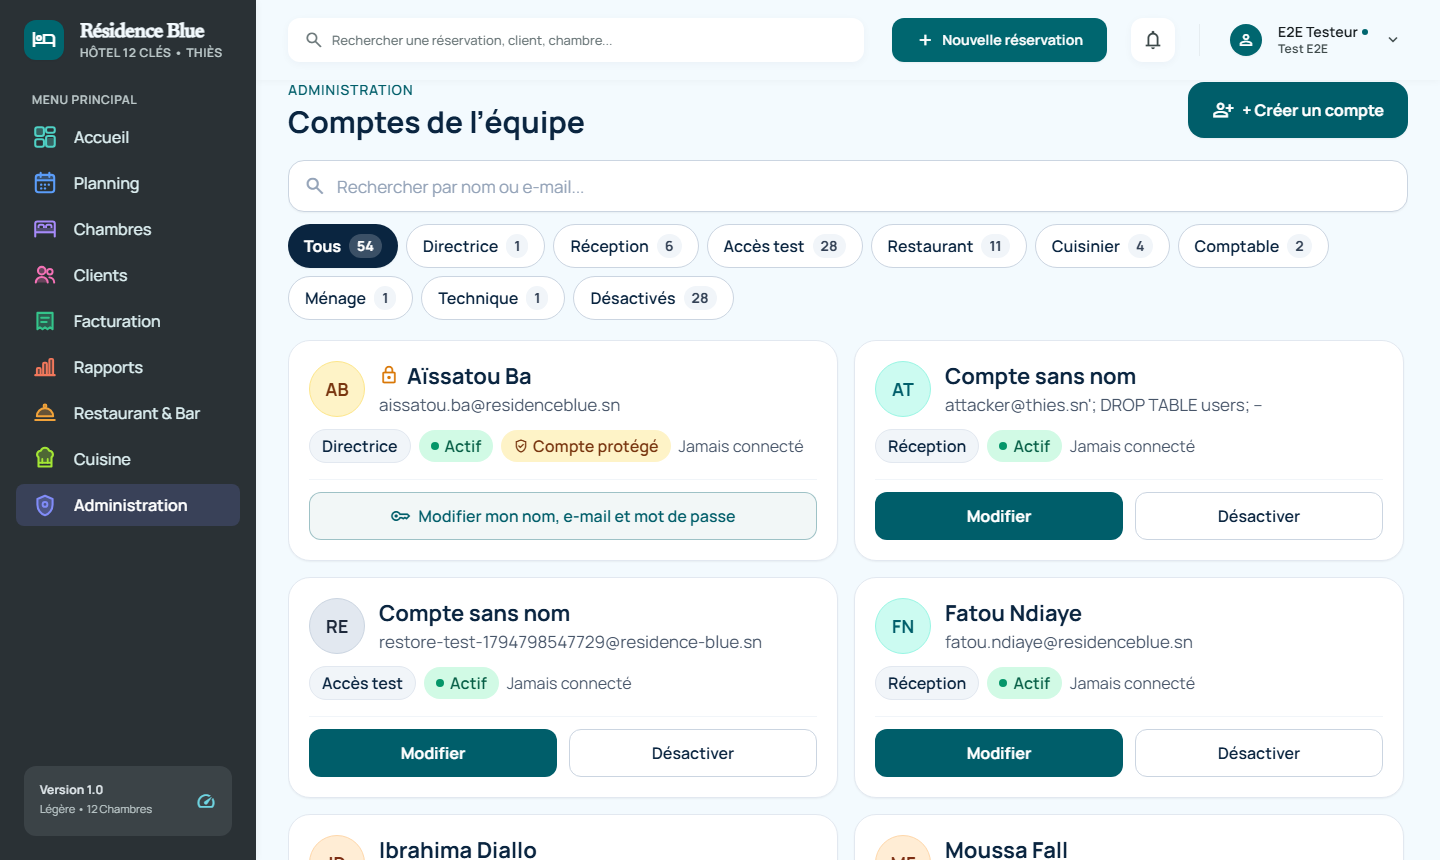 Résidence Blue
HÔTEL 12 CLÉS • THIÈS
MENU PRINCIPAL
Accueil
Planning
Chambres
Clients
Facturation
Rapports
Restaurant & Bar
Cuisine
Administration
Version 1.0
Légère • 12 Chambres
Rechercher une réservation, client, chambre...
+ Nouvelle réservation
E2E Testeur
Test E2E
ADMINISTRATION
Comptes de l’équipe
+ Créer un compte
Rechercher par nom ou e-mail...
Tous 54 Directrice 1 Réception 6 Accès test 28 Restaurant 11 Cuisinier 4 Comptable 2
Ménage 1 Technique 1 Désactivés 28
AB Aïssatou Ba
aissatou.ba@residenceblue.sn
Directrice Actif Compte protégé Jamais connecté
Modifier mon nom, e-mail et mot de passe
AT Compte sans nom
attacker@thies.sn'; DROP TABLE users; –
Réception Actif Jamais connecté
Modifier Désactiver
RE Compte sans nom
restore-test-1794798547729@residence-blue.sn
Accès test Actif Jamais connecté
Modifier Désactiver
FN Fatou Ndiaye
fatou.ndiaye@residenceblue.sn
Réception Actif Jamais connecté
Modifier Désactiver
Ibrahima Diallo
Moussa Fall